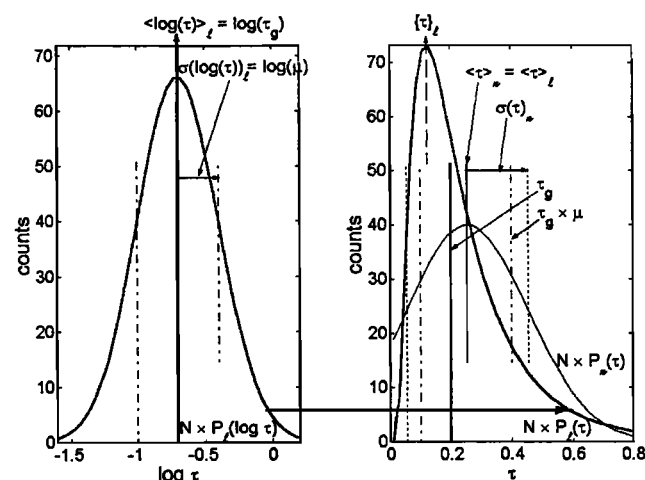 <log(τ)>ℓ = log(τg)
σ(log(τ))ℓ = log(μ)
counts
70
60
50
40
30
20
10
0
N × Pℓ(log τ)
-1.5
-1
-0.5
0
log τ
{τ}ℓ
<τ>𝓃 = <τ>ℓ
σ(τ)𝓃
τg
τg × μ
counts
70
60
50
40
30
20
10
0
N × P𝓃(τ)
N × Pℓ(τ)
0
0.2
0.4
0.6
0.8
τ